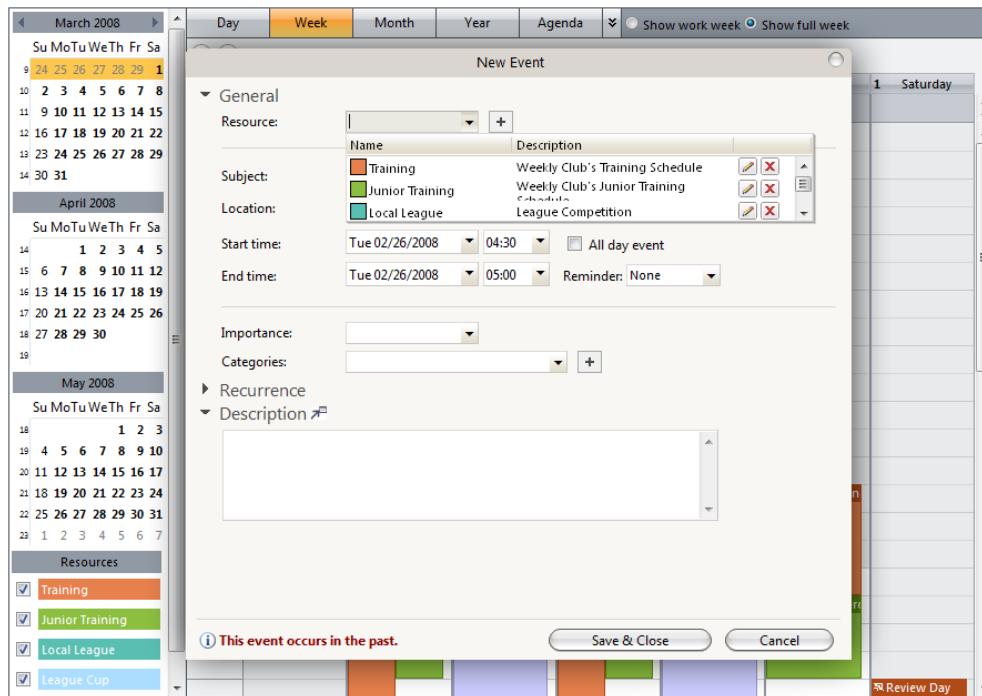 March 2008
Su Mo Tu We Th Fr Sa
9 24 25 26 27 28 29 1
10 2 3 4 5 6 7 8
11 9 10 11 12 13 14 15
12 16 17 18 19 20 21 22
13 23 24 25 26 27 28 29
14 30 31
April 2008
Su Mo Tu We Th Fr Sa
14 1 2 3 4 5
15 6 7 8 9 10 11 12
16 13 14 15 16 17 18 19
17 20 21 22 23 24 25 26
18 27 28 29 30
19
May 2008
Su Mo Tu We Th Fr Sa
18 1 2 3
19 4 5 6 7 8 9 10
20 11 12 13 14 15 16 17
21 18 19 20 21 22 23 24
22 25 26 27 28 29 30 31
23 1 2 3 4 5 6 7
Resources
Training
Junior Training
Local League
League Cup
Day Week Month Year Agenda Show work week Show full week
1 Saturday
New Event
General
Resource:
Name Description
Training Weekly Club's Training Schedule
Junior Training Weekly Club's Junior Training
Local League League Competition
Subject:
Location:
Start time: Tue 02/26/2008 04:30 All day event
End time: Tue 02/26/2008 05:00 Reminder: None
Importance:
Categories:
Recurrence
Description
This event occurs in the past. Save & Close Cancel
Review Day